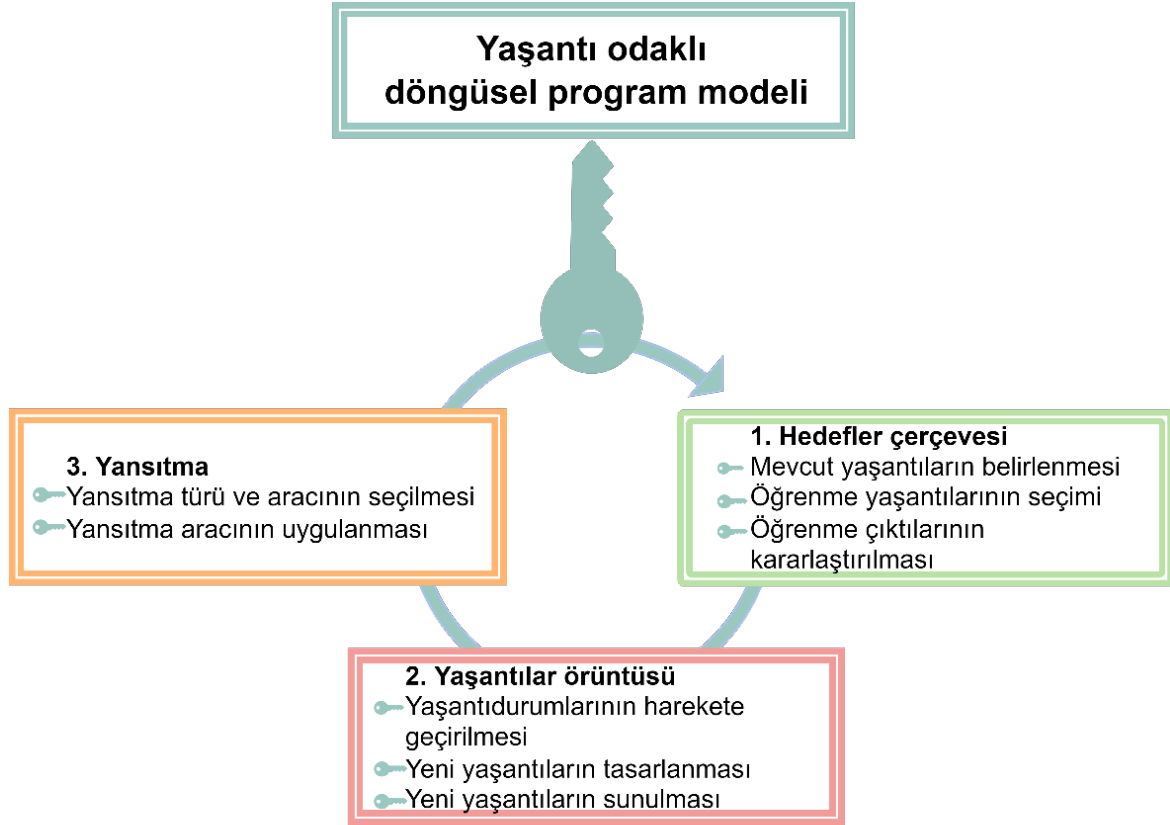 Yaşantı odaklı
döngüsel program modeli
1. Hedefler çerçevesi
Mevcut yaşantıların belirlenmesi
Öğrenme yaşantılarının seçimi
Öğrenme çıktılarının
kararlaştırılması
2. Yaşantılar örüntüsü
Yaşantıdurumlarının harekete
geçirilmesi
Yeni yaşantıların tasarlanması
Yeni yaşantıların sunulması
3. Yansıtma
Yansıtma türü ve aracının seçilmesi
Yansıtma aracının uygulanması